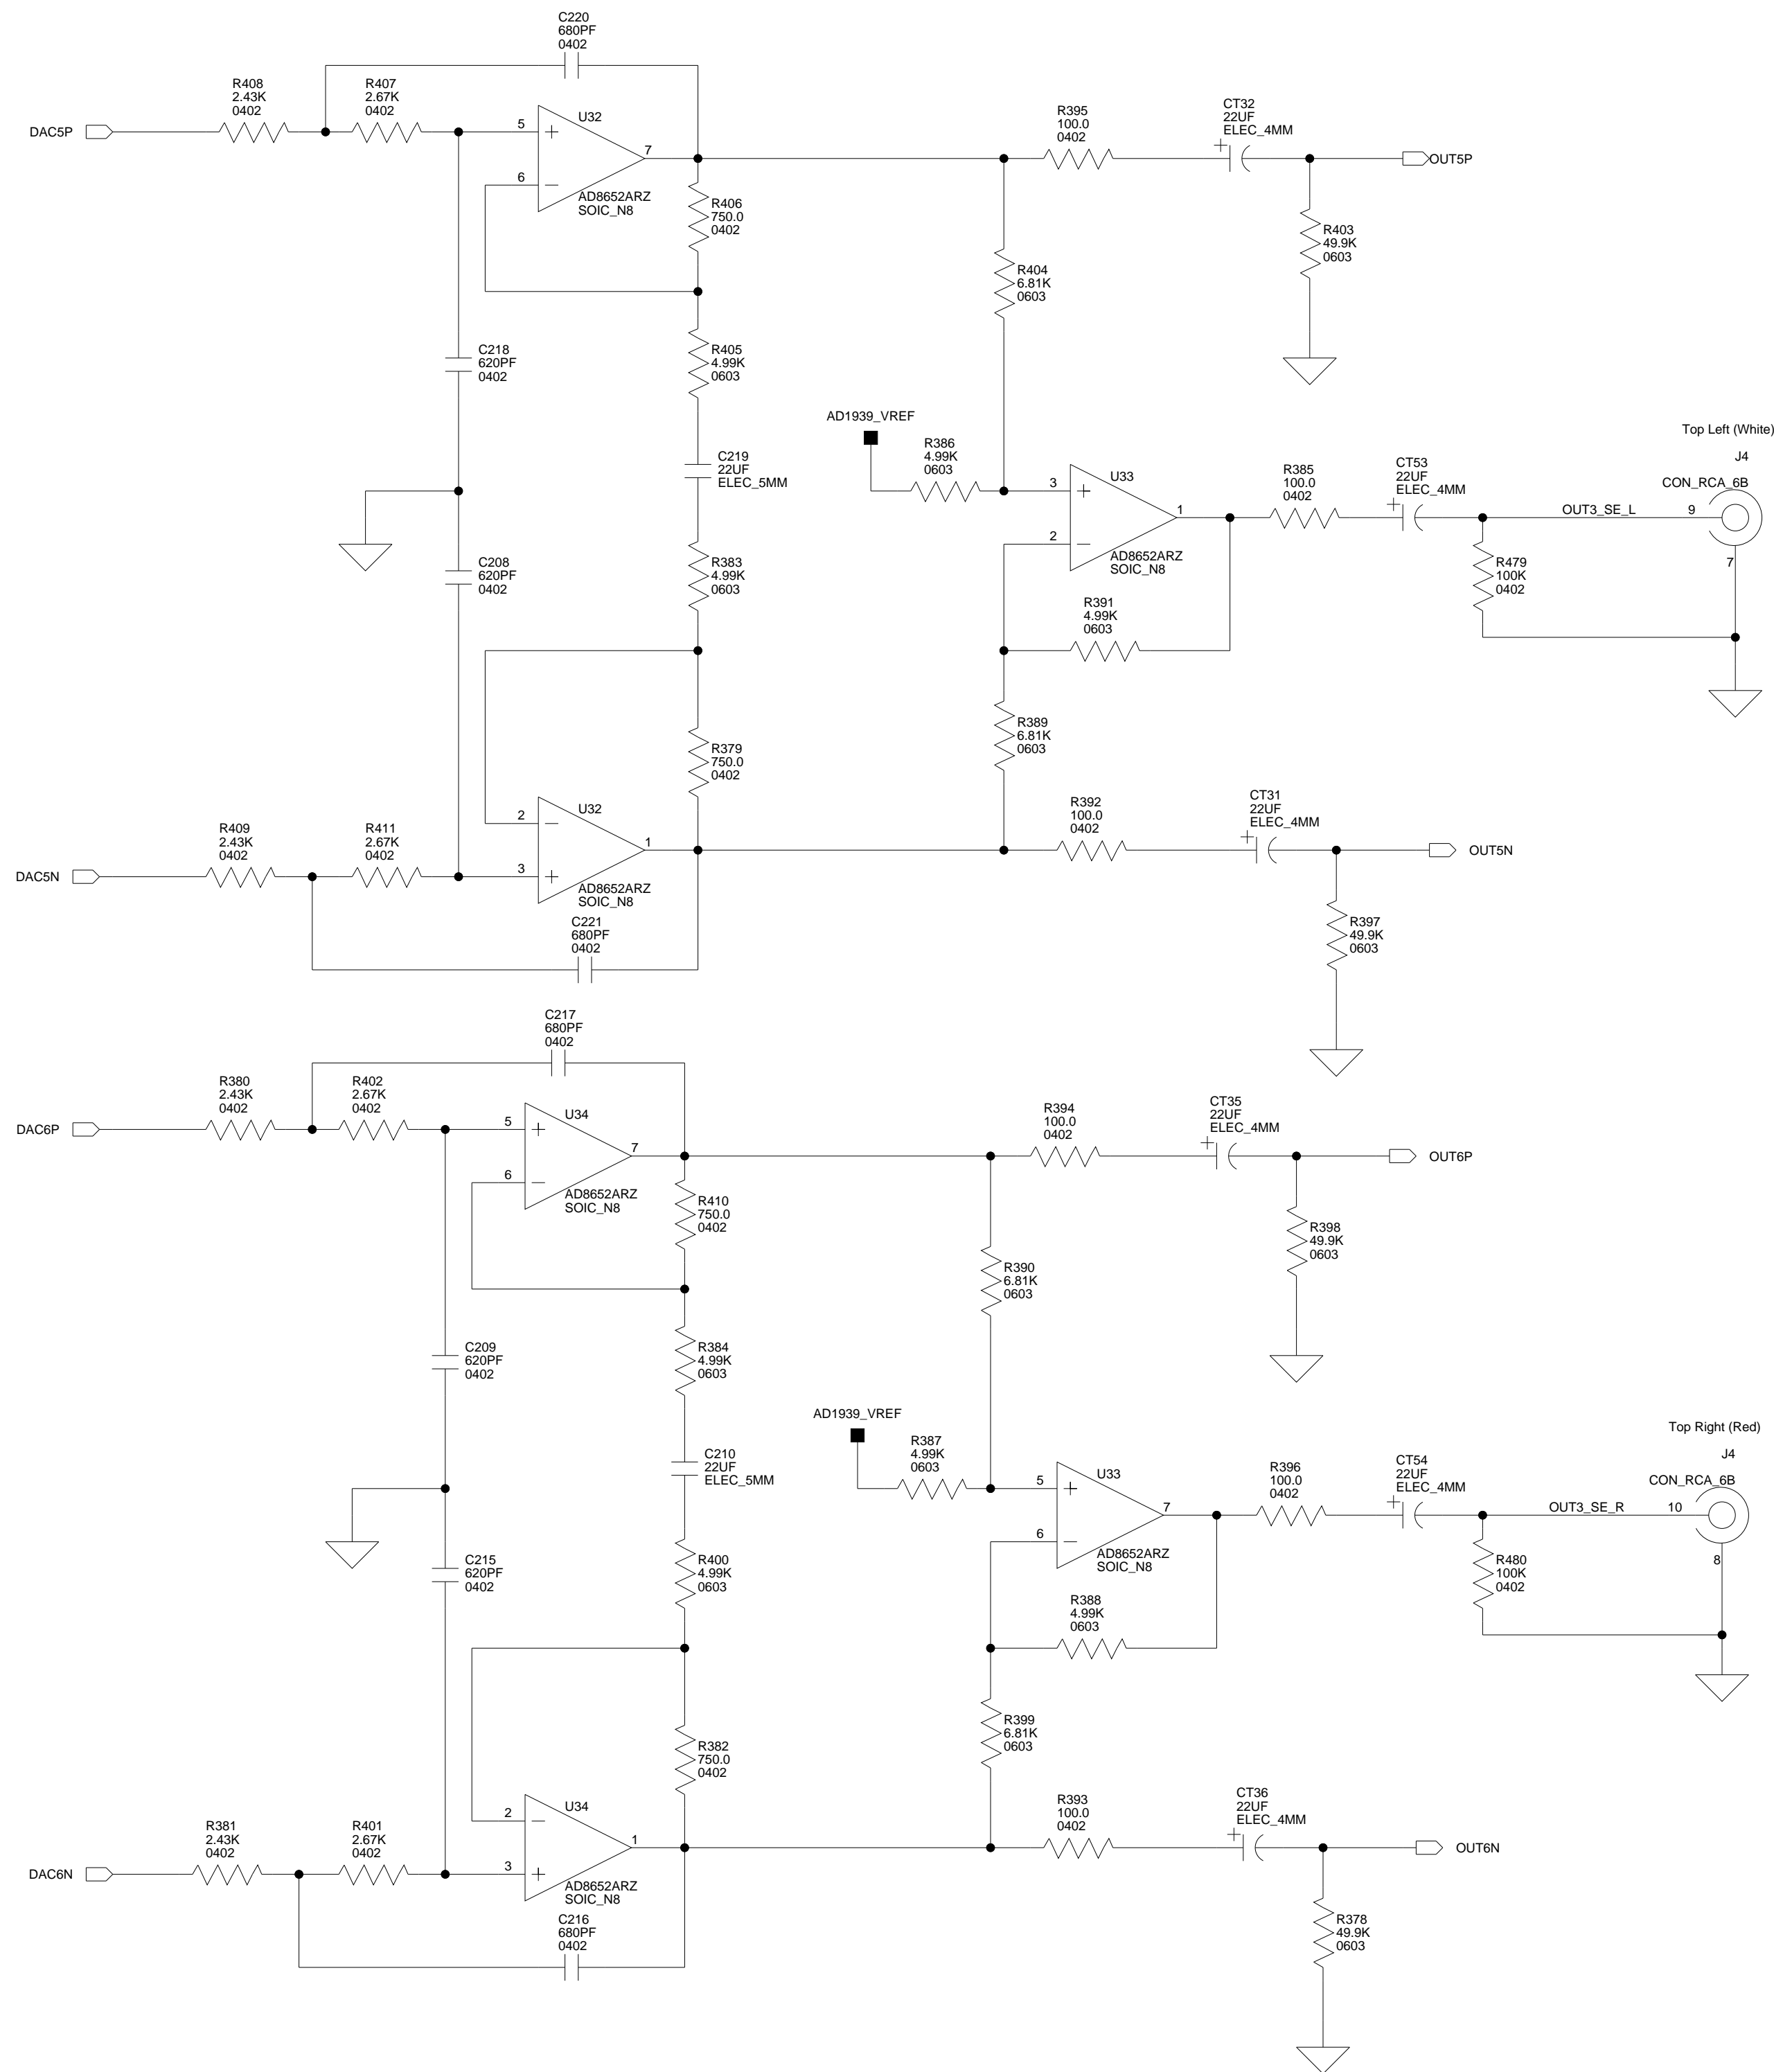 C220
680PF
0402
R408
2.43K
0402
R407
2.67K
0402
DAC5P
5
U32
7
6
AD8652ARZ
SOIC_N8
R406
750.0
0402
R395
100.0
0402
CT32
22UF
ELEC_4MM
+
OUT5P
R403
49.9K
0603
R404
6.81K
0603
C218
620PF
0402
R405
4.99K
0603
AD1939_VREF
R386
4.99K
0603
C219
22UF
ELEC_5MM
3
U33
1
2
AD8652ARZ
SOIC_N8
R385
100.0
0402
CT53
22UF
ELEC_4MM
+
Top Left (White)
J4
CON_RCA_6B
OUT3_SE_L
9
7
R479
100K
0402
C208
620PF
0402
R383
4.99K
0603
R391
4.99K
0603
R389
6.81K
0603
R379
750.0
0402
R409
2.43K
0402
R411
2.67K
0402
DAC5N
2
U32
1
3
AD8652ARZ
SOIC_N8
R392
100.0
0402
CT31
22UF
ELEC_4MM
+
OUT5N
R397
49.9K
0603
C221
680PF
0402
C217
680PF
0402
R380
2.43K
0402
R402
2.67K
0402
DAC6P
5
U34
7
6
AD8652ARZ
SOIC_N8
R410
750.0
0402
R394
100.0
0402
CT35
22UF
ELEC_4MM
+
OUT6P
R398
49.9K
0603
R390
6.81K
0603
C209
620PF
0402
R384
4.99K
0603
AD1939_VREF
R387
4.99K
0603
C210
22UF
ELEC_5MM
5
U33
7
6
AD8652ARZ
SOIC_N8
R396
100.0
0402
CT54
22UF
ELEC_4MM
+
Top Right (Red)
J4
CON_RCA_6B
OUT3_SE_R
10
8
R480
100K
0402
C215
620PF
0402
R400
4.99K
0603
R388
4.99K
0603
R399
6.81K
0603
R382
750.0
0402
R381
2.43K
0402
R401
2.67K
0402
DAC6N
2
U34
1
3
AD8652ARZ
SOIC_N8
R393
100.0
0402
CT36
22UF
ELEC_4MM
+
OUT6N
R378
49.9K
0603
C216
680PF
0402